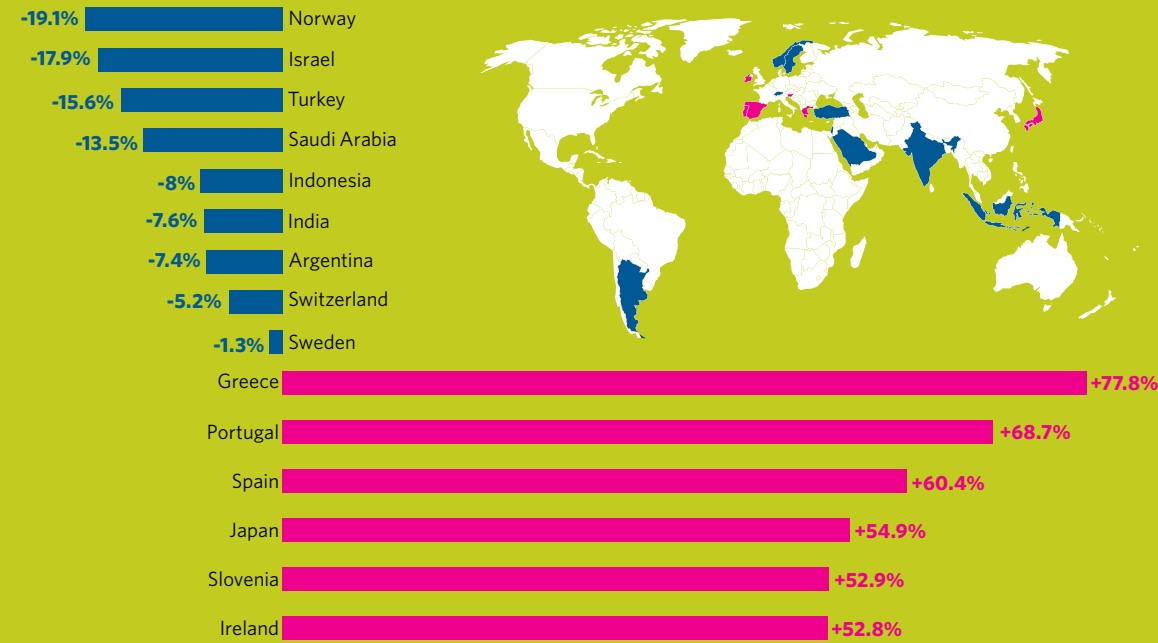 -19.1% Norway
-17.9% Israel
-15.6% Turkey
-13.5% Saudi Arabia
-8% Indonesia
-7.6% India
-7.4% Argentina
-5.2% Switzerland
-1.3% Sweden
Greece +77.8%
Portugal +68.7%
Spain +60.4%
Japan +54.9%
Slovenia +52.9%
Ireland +52.8%